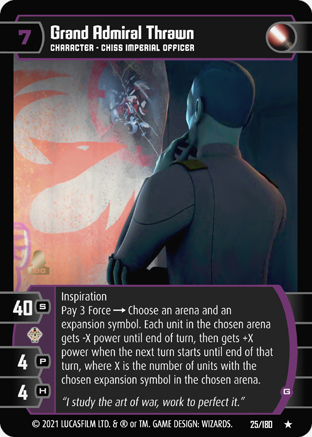 7 Grand Admiral Thrawn
CHARACTER - CHISS IMPERIAL OFFICER
40 S
4 P
4 H
Inspiration
Pay 3 Force → Choose an arena and an
expansion symbol. Each unit in the chosen arena
gets -X power until end of turn, then gets +X
power when the next turn starts until end of that
turn, where X is the number of units with the
chosen expansion symbol in the chosen arena.
"I study the art of war, work to perfect it."
G
© 2021 LUCASFILM LTD. & ® or TM. GAME DESIGN: WIZARDS. 25/180 ★